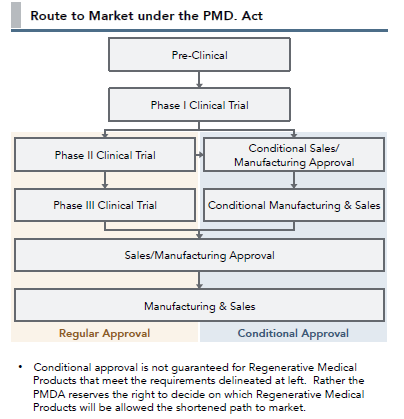 Route to Market under the PMD. Act
Pre-Clinical
Phase I Clinical Trial
Phase II Clinical Trial
Conditional Sales/
Manufacturing Approval
Phase III Clinical Trial
Conditional Manufacturing & Sales
Sales/Manufacturing Approval
Manufacturing & Sales
Regular Approval
Conditional Approval
• Conditional approval is not guaranteed for Regenerative Medical
Products that meet the requirements delineated at left. Rather the
PMDA reserves the right to decide on which Regenerative Medical
Products will be allowed the shortened path to market.